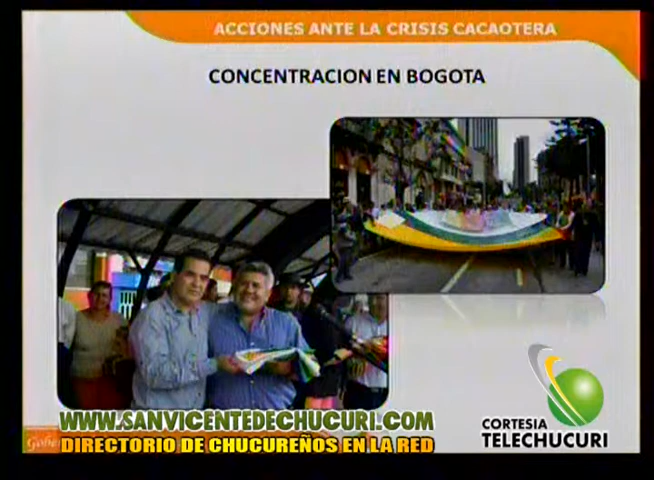 ACCIONES ANTE LA CRISIS CACAOTERA
CONCENTRACION EN BOGOTA
WWW.SANVICENTEDECHUCURI.COM
DIRECTORIO DE CHUCUREÑOS EN LA RED
CORTESIA
TELECHUCURI